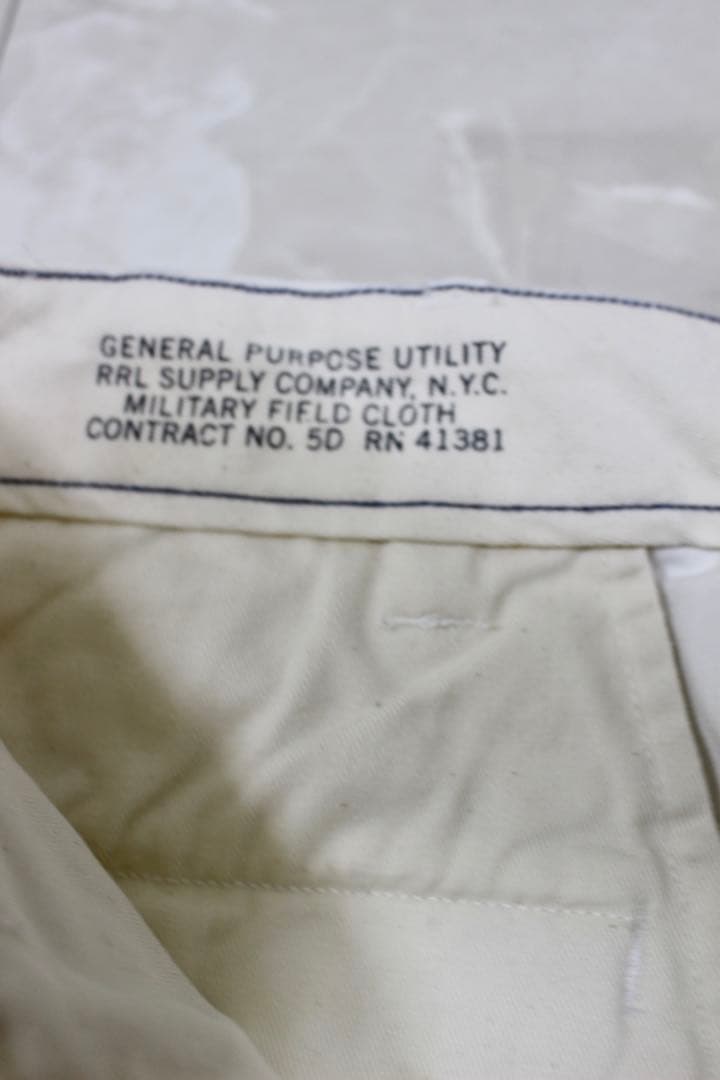 GENERAL PURPOSE UTILITY
RRL SUPPLY COMPANY, N.Y.C.
MILITARY FIELD CLOTH
CONTRACT NO. 5D RN 41381